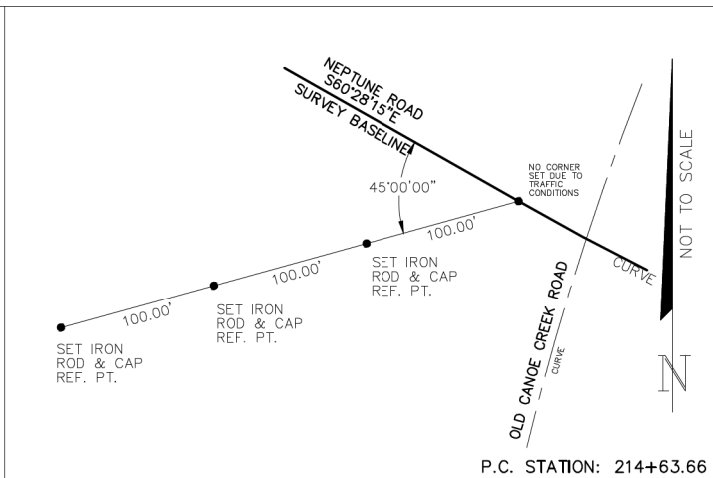 NEPTUNE ROAD
S60°28'15"E
SURVEY BASELINE
NO CORNER
SET DUE TO
TRAFFIC
CONDITIONS
45°00'00"
100.00'
100.00'
100.00'
SET IRON
ROD & CAP
REF. PT.
SET IRON
ROD & CAP
REF. PT.
SET IRON
ROD & CAP
REF. PT.
CURVE
OLD CANOE CREEK ROAD
CURVE
NOT TO SCALE
N
P.C. STATION: 214+63.66